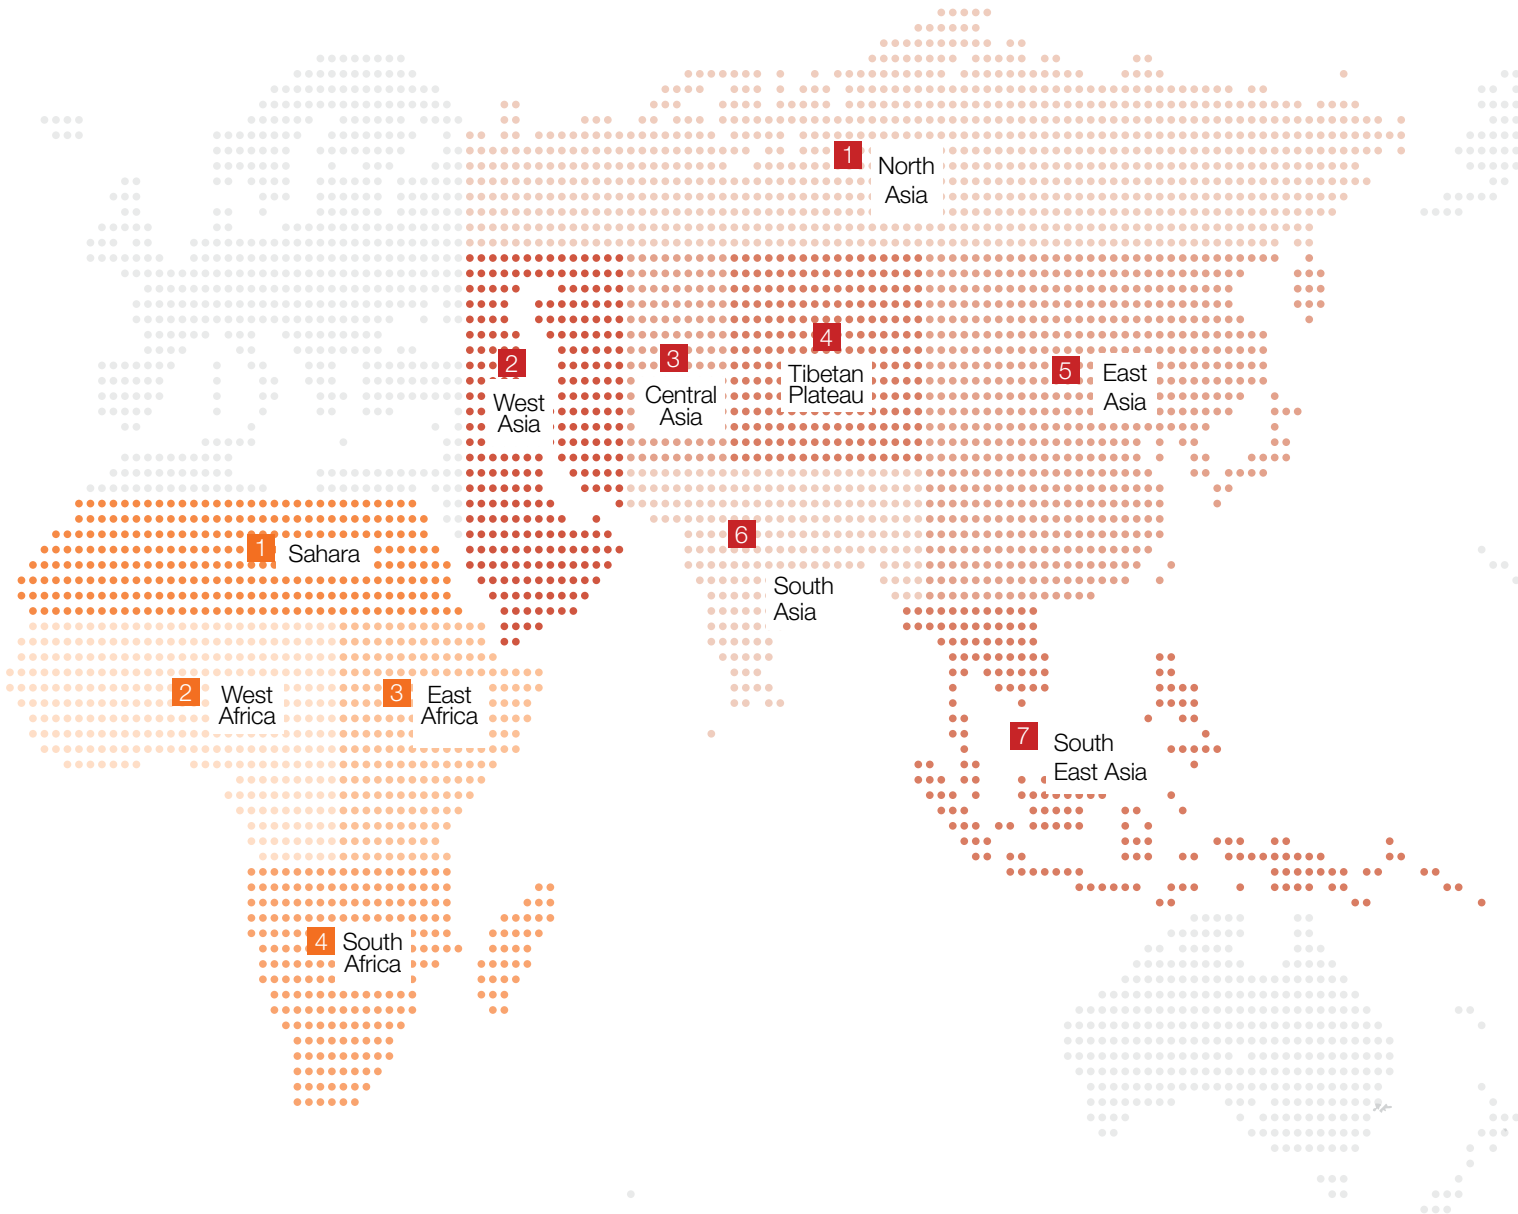 1
North
Asia
2
West
Asia
3
Central
Asia
4
Tibetan
Plateau
5
East
Asia
6
South
Asia
7
South
East Asia
1
Sahara
2
West
Africa
3
East
Africa
4
South
Africa